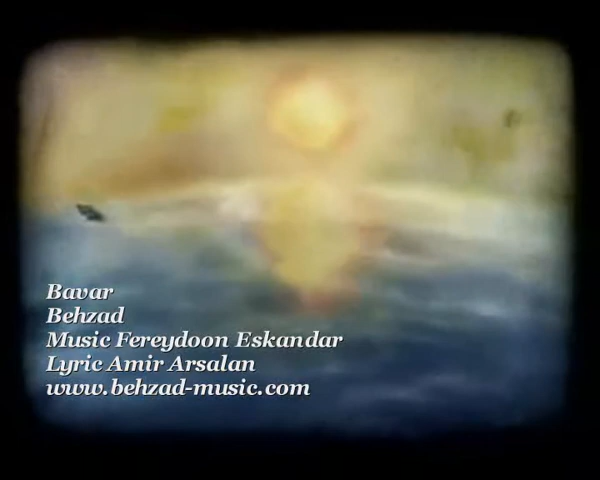 Bavar
Behzad
Music Fereydoon Eskandar
Lyric Amir Arsalan
www.behzad-music.com